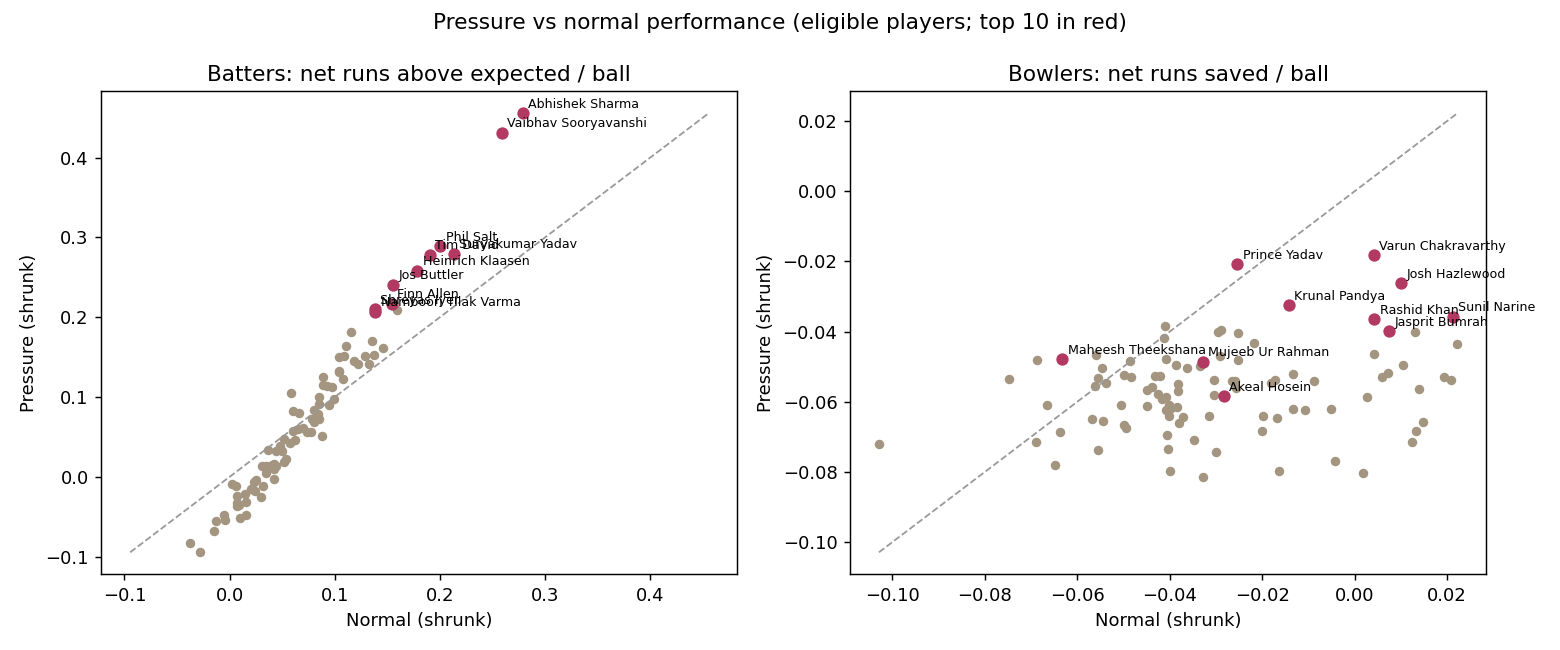 Pressure vs normal performance (eligible players; top 10 in red)
Batters: net runs above expected / ball
Pressure (shrunk)
0.4
0.3
0.2
0.1
0.0
−0.1
−0.1
0.0
0.1
0.2
0.3
0.4
Normal (shrunk)
Abhishek Sharma
Vaibhav Sooryavanshi
Phil Salt
Tim David
Suryakumar Yadav
Heinrich Klaasen
Jos Buttler
Finn Allen
Shreyas Iyer
Namboori Tilak Varma
Bowlers: net runs saved / ball
Pressure (shrunk)
0.02
0.00
−0.02
−0.04
−0.06
−0.08
−0.10
−0.10
−0.08
−0.06
−0.04
−0.02
0.00
0.02
Normal (shrunk)
Varun Chakravarthy
Prince Yadav
Josh Hazlewood
Krunal Pandya
Rashid Khan
Sunil Narine
Jasprit Bumrah
Maheesh Theekshana
Mujeeb Ur Rahman
Akeal Hosein